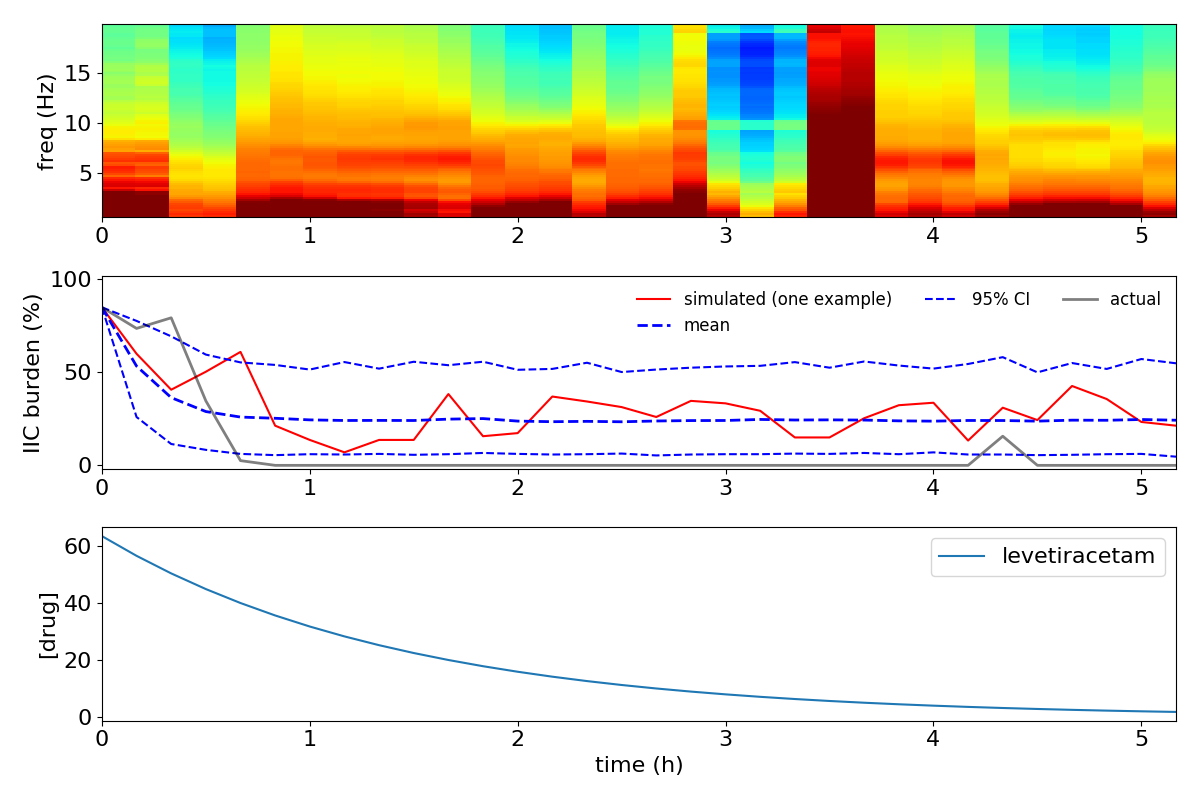 freq (Hz)
15
10
5
0 1 2 3 4 5
IIC burden (%)
100
50
0
simulated (one example) 95% CI actual
mean
0 1 2 3 4 5
[drug]
60
40
20
0
levetiracetam
0 1 2 3 4 5
time (h)